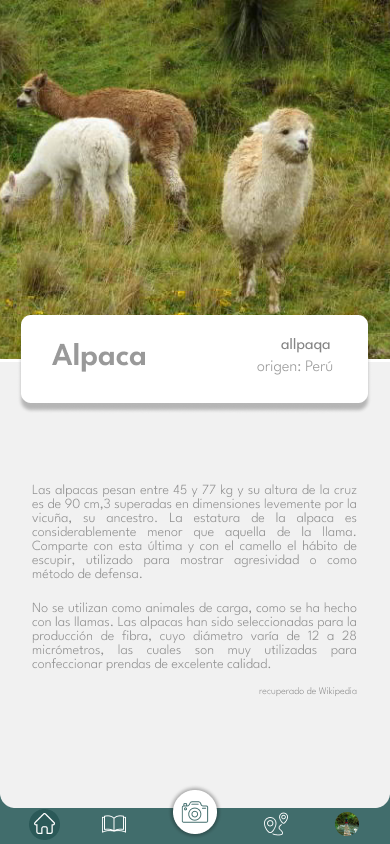 Alpaca
allpaqa
origen: Perú
Las alpacas pesan entre 45 y 77 kg y su altura de la cruz
es de 90 cm,3 superadas en dimensiones levemente por la
vicuña, su ancestro. La estatura de la alpaca es
considerablemente menor que aquella de la llama.
Comparte con esta última y con el camello el hábito de
escupir, utilizado para mostrar agresividad o como
método de defensa.
No se utilizan como animales de carga, como se ha hecho
con las llamas. Las alpacas han sido seleccionadas para la
producción de fibra, cuyo diámetro varía de 12 a 28
micrómetros, las cuales son muy utilizadas para
confeccionar prendas de excelente calidad.
recuperado de Wikipedia